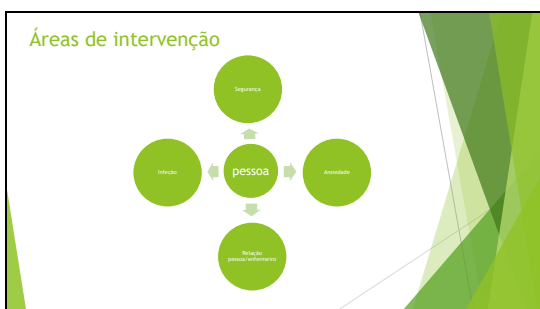 Áreas de intervenção
Segurança
Infeção
pessoa
Ansiedade
Relação
pessoa/enfermeiro